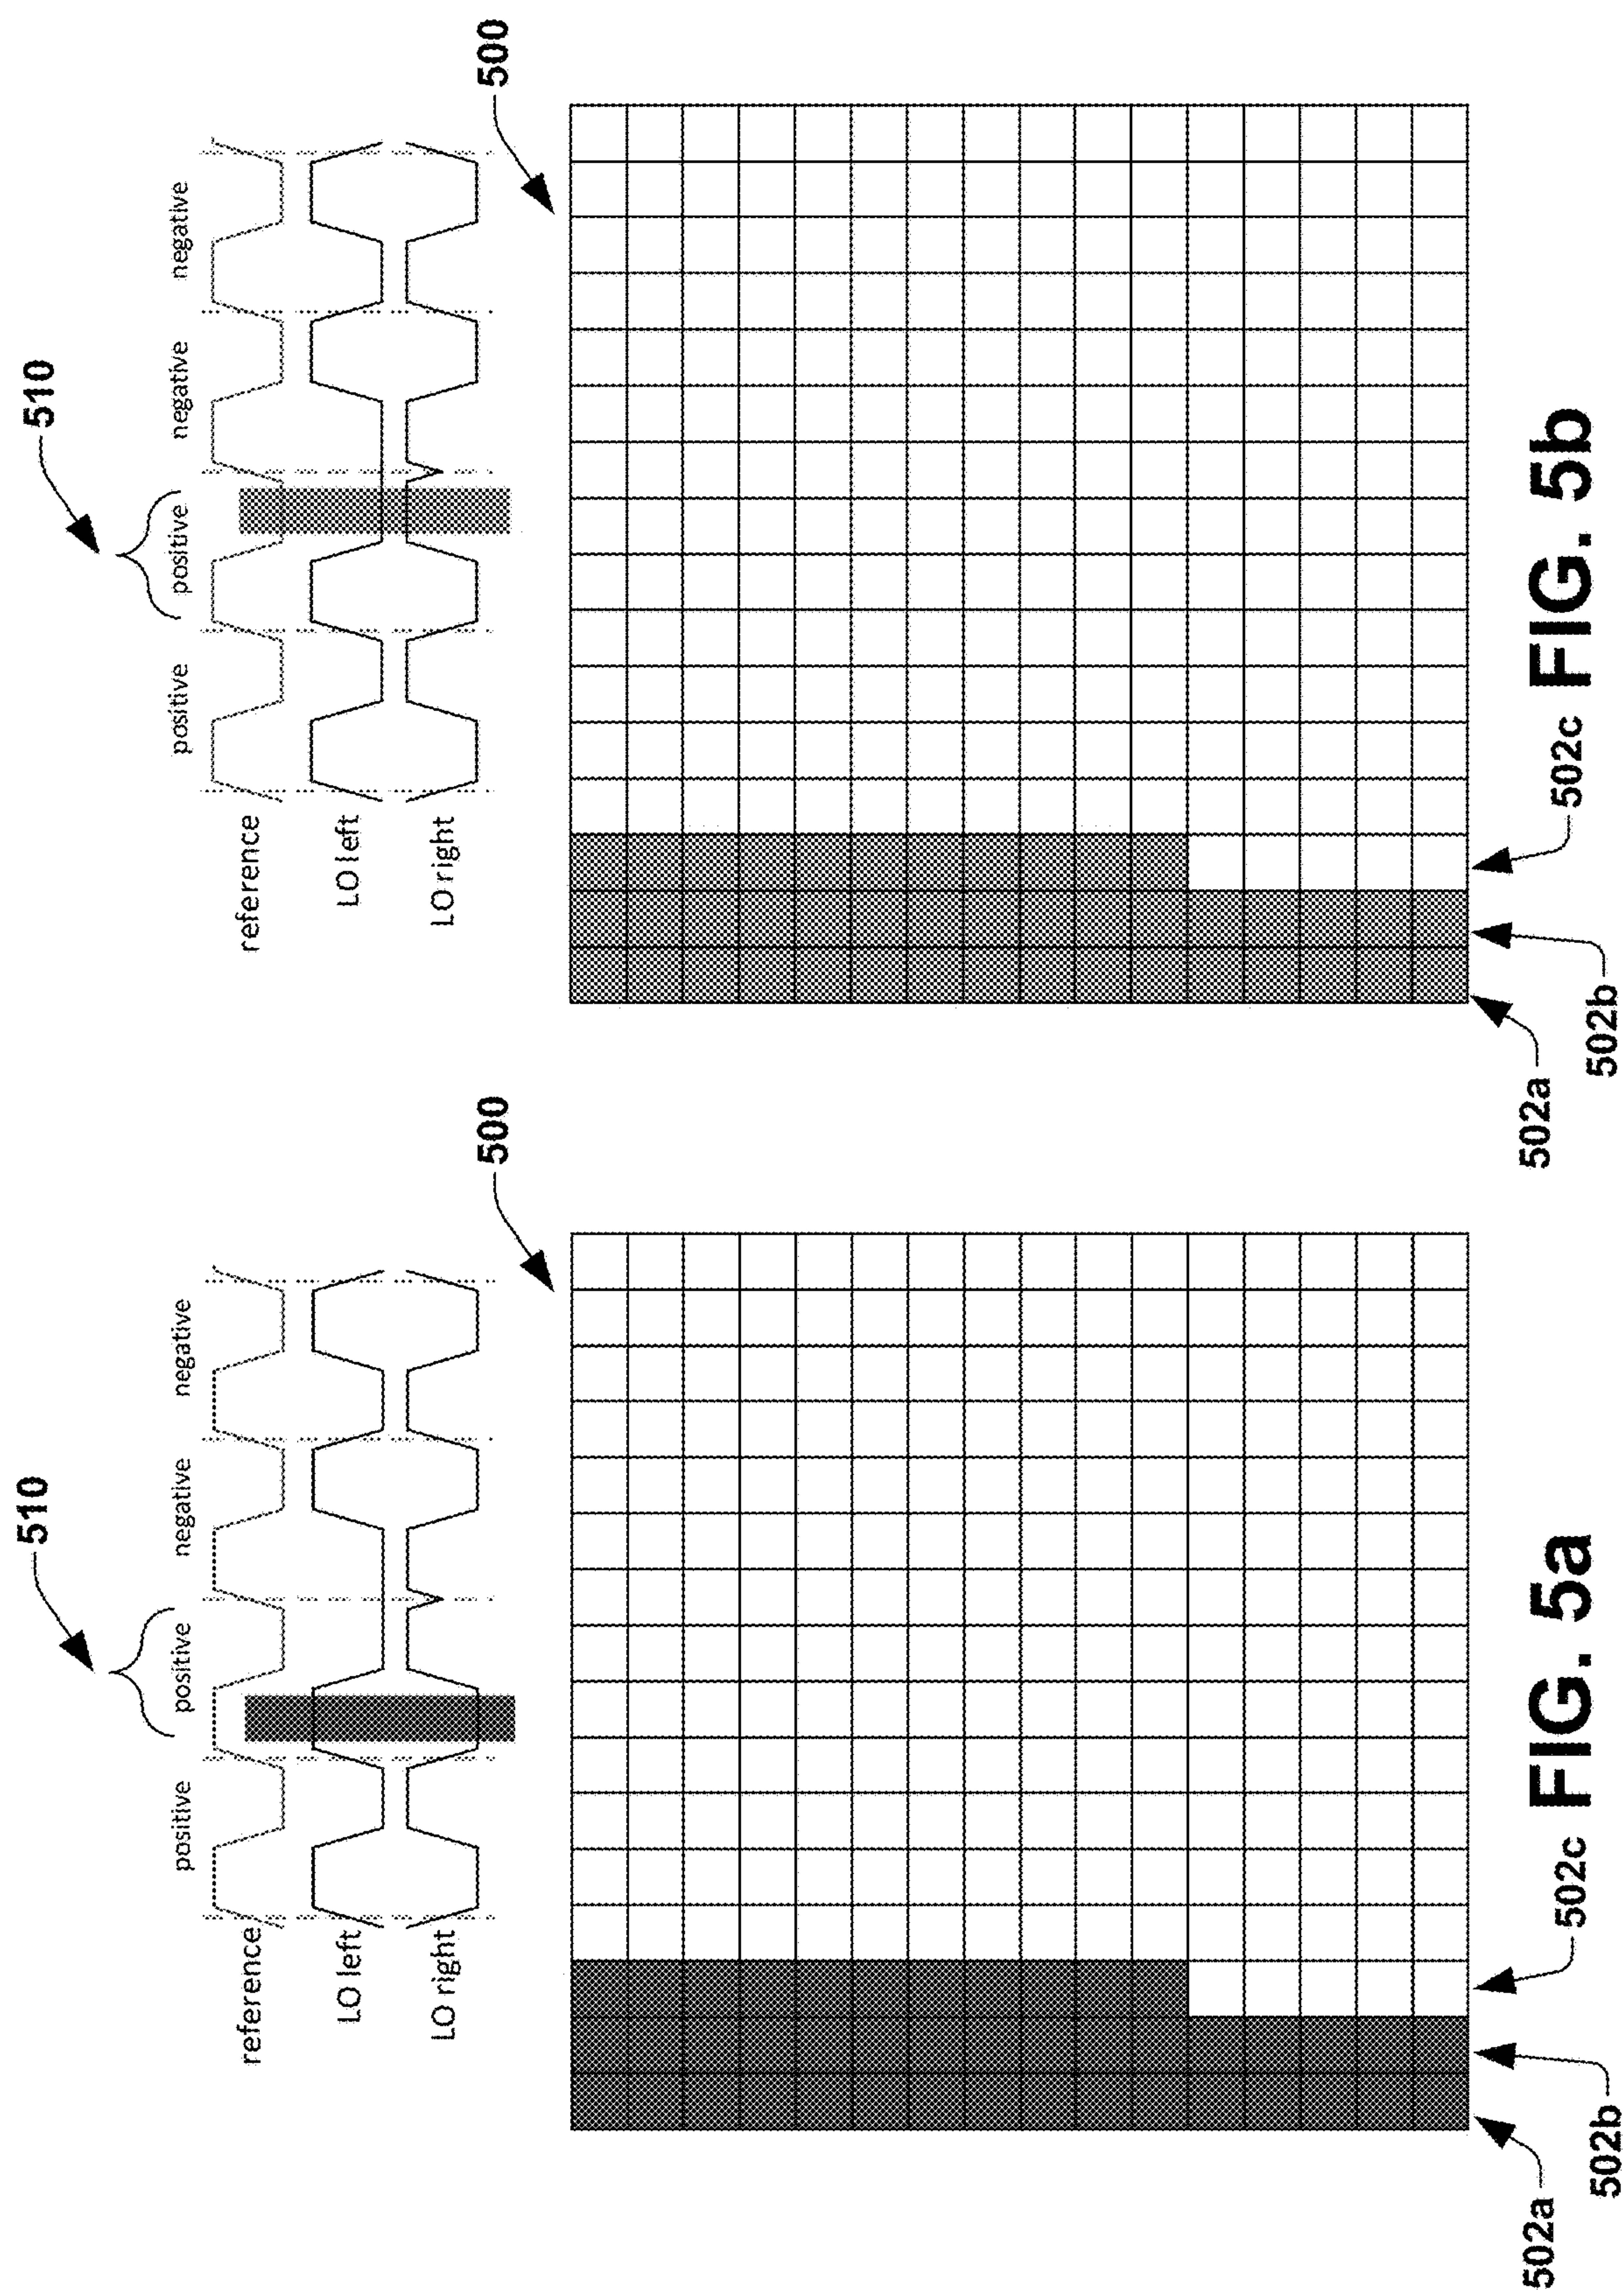 510
positive
positive
negative
negative
reference
LO left
LO right
500
502a
502b
502c
FIG. 5a
510
positive
positive
negative
negative
reference
LO left
LO right
500
502a
502b
502c
FIG. 5b